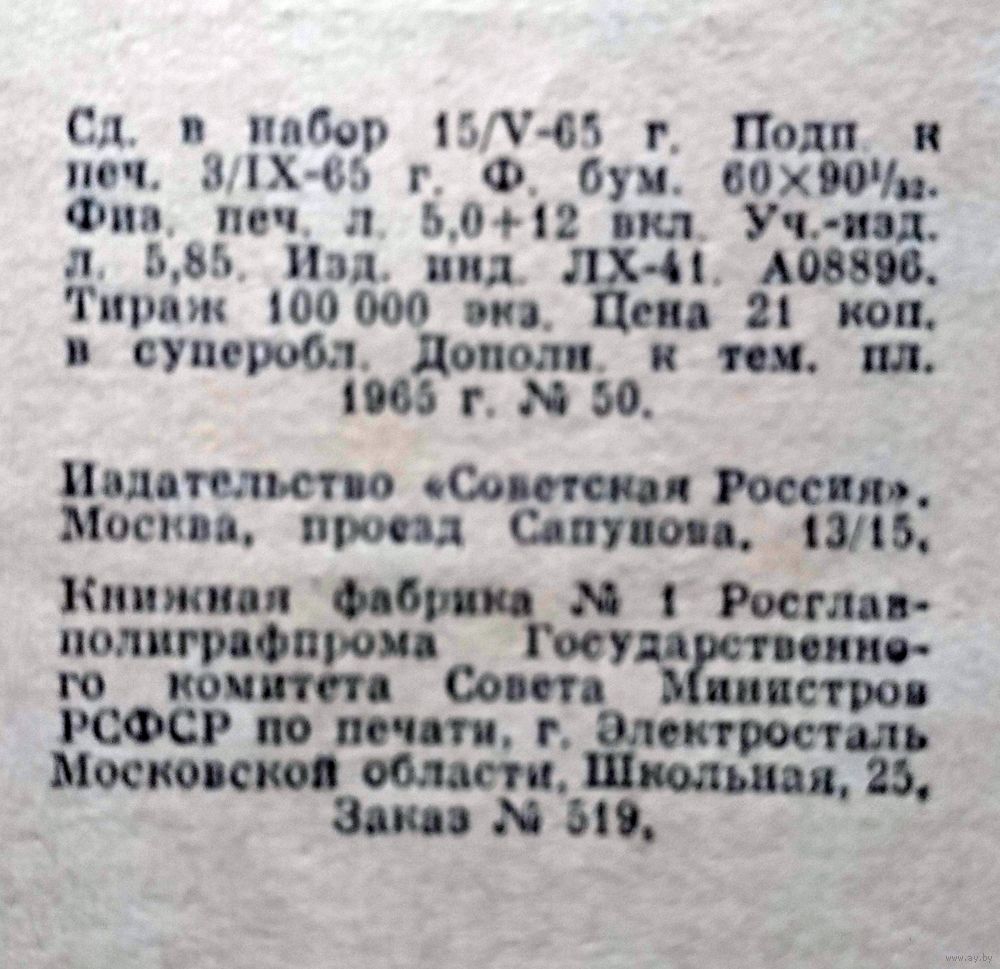 Сд. в набор 15/V-65 г. Подп. к
печ. 3/IX-65 г. Ф. бум. 60×90¹/₃₂.
Физ. печ. л. 5,0+12 вкл. Уч.-изд.
л. 5,85. Изд. инд. ЛХ-41. А08896.
Тираж 100 000 экз. Цена 21 коп.
в суперобл. Дополн. к тем. пл.
1965 г. № 50.
Издательство «Советская Россия».
Москва, проезд Сапунова, 13/15.
Книжная фабрика № 1 Росглав-
полиграфпрома Государственно-
го комитета Совета Министров
РСФСР по печати, г. Электросталь
Московской области, Школьная, 25.
Заказ № 519.
www.ay.by